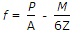 f = P/A - M/6Z